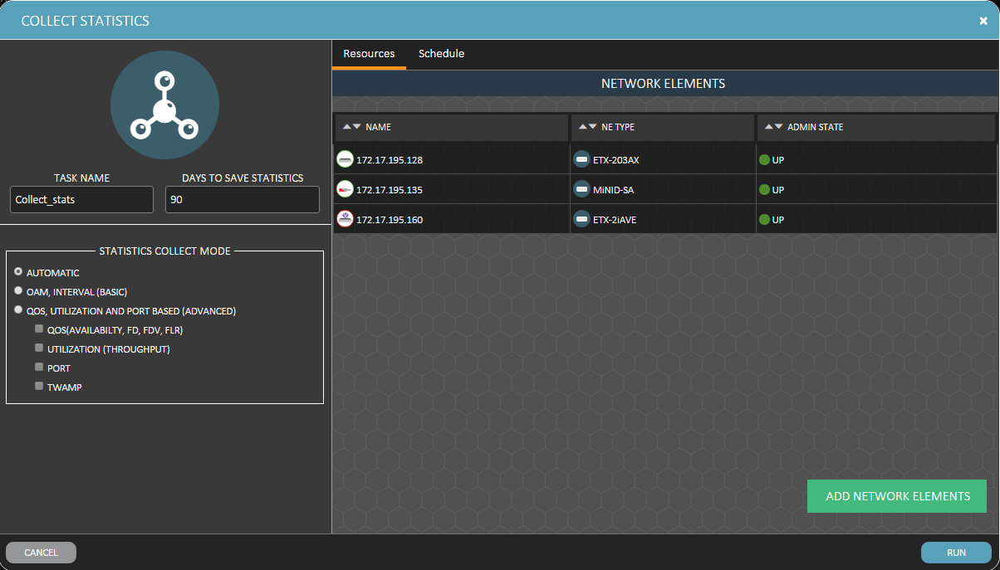 COLLECT STATISTICS
Resources Schedule
NETWORK ELEMENTS
NAME NE TYPE ADMIN STATE
172.17.195.128 ETX-203AX UP
172.17.195.135 MiNID-SA UP
172.17.195.160 ETX-2iAVE UP
TASK NAME DAYS TO SAVE STATISTICS
Collect_stats 90
STATISTICS COLLECT MODE
AUTOMATIC
OAM, INTERVAL (BASIC)
QOS, UTILIZATION AND PORT BASED (ADVANCED)
QOS(AVAILABILTY, FD, FDV, FLR)
UTILIZATION (THROUGHPUT)
PORT
TWAMP
ADD NETWORK ELEMENTS
CANCEL RUN